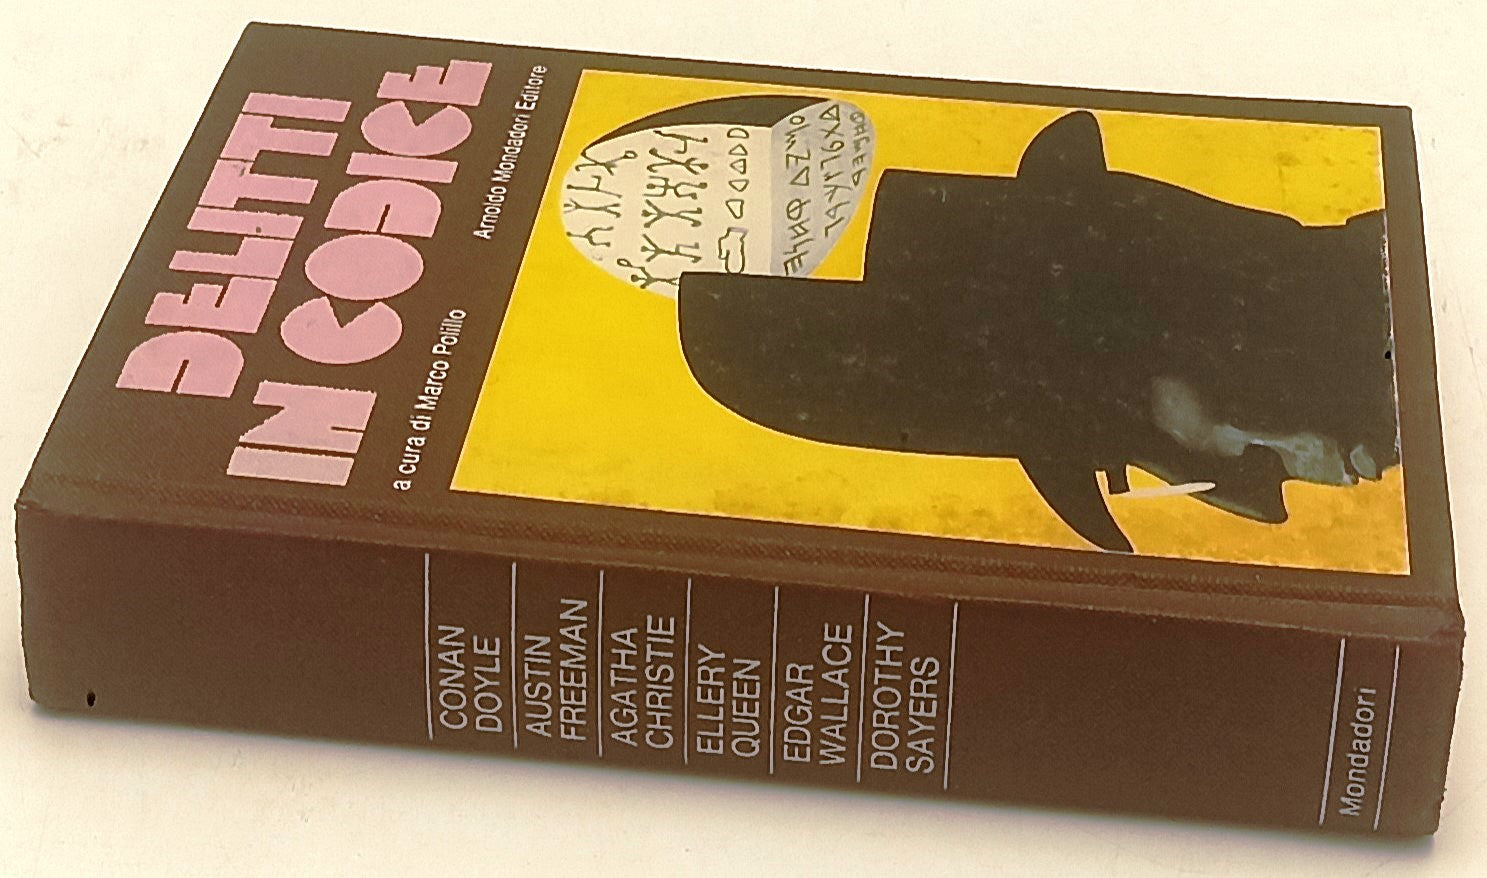 DELITTI
IN CODICE
a cura di Marco Polillo
Arnoldo Mondadori Editore
CONAN
DOYLE
AUSTIN
FREEMAN
AGATHA
CHRISTIE
ELLERY
QUEEN
EDGAR
WALLACE
DOROTHY
SAYERS
Mondadori